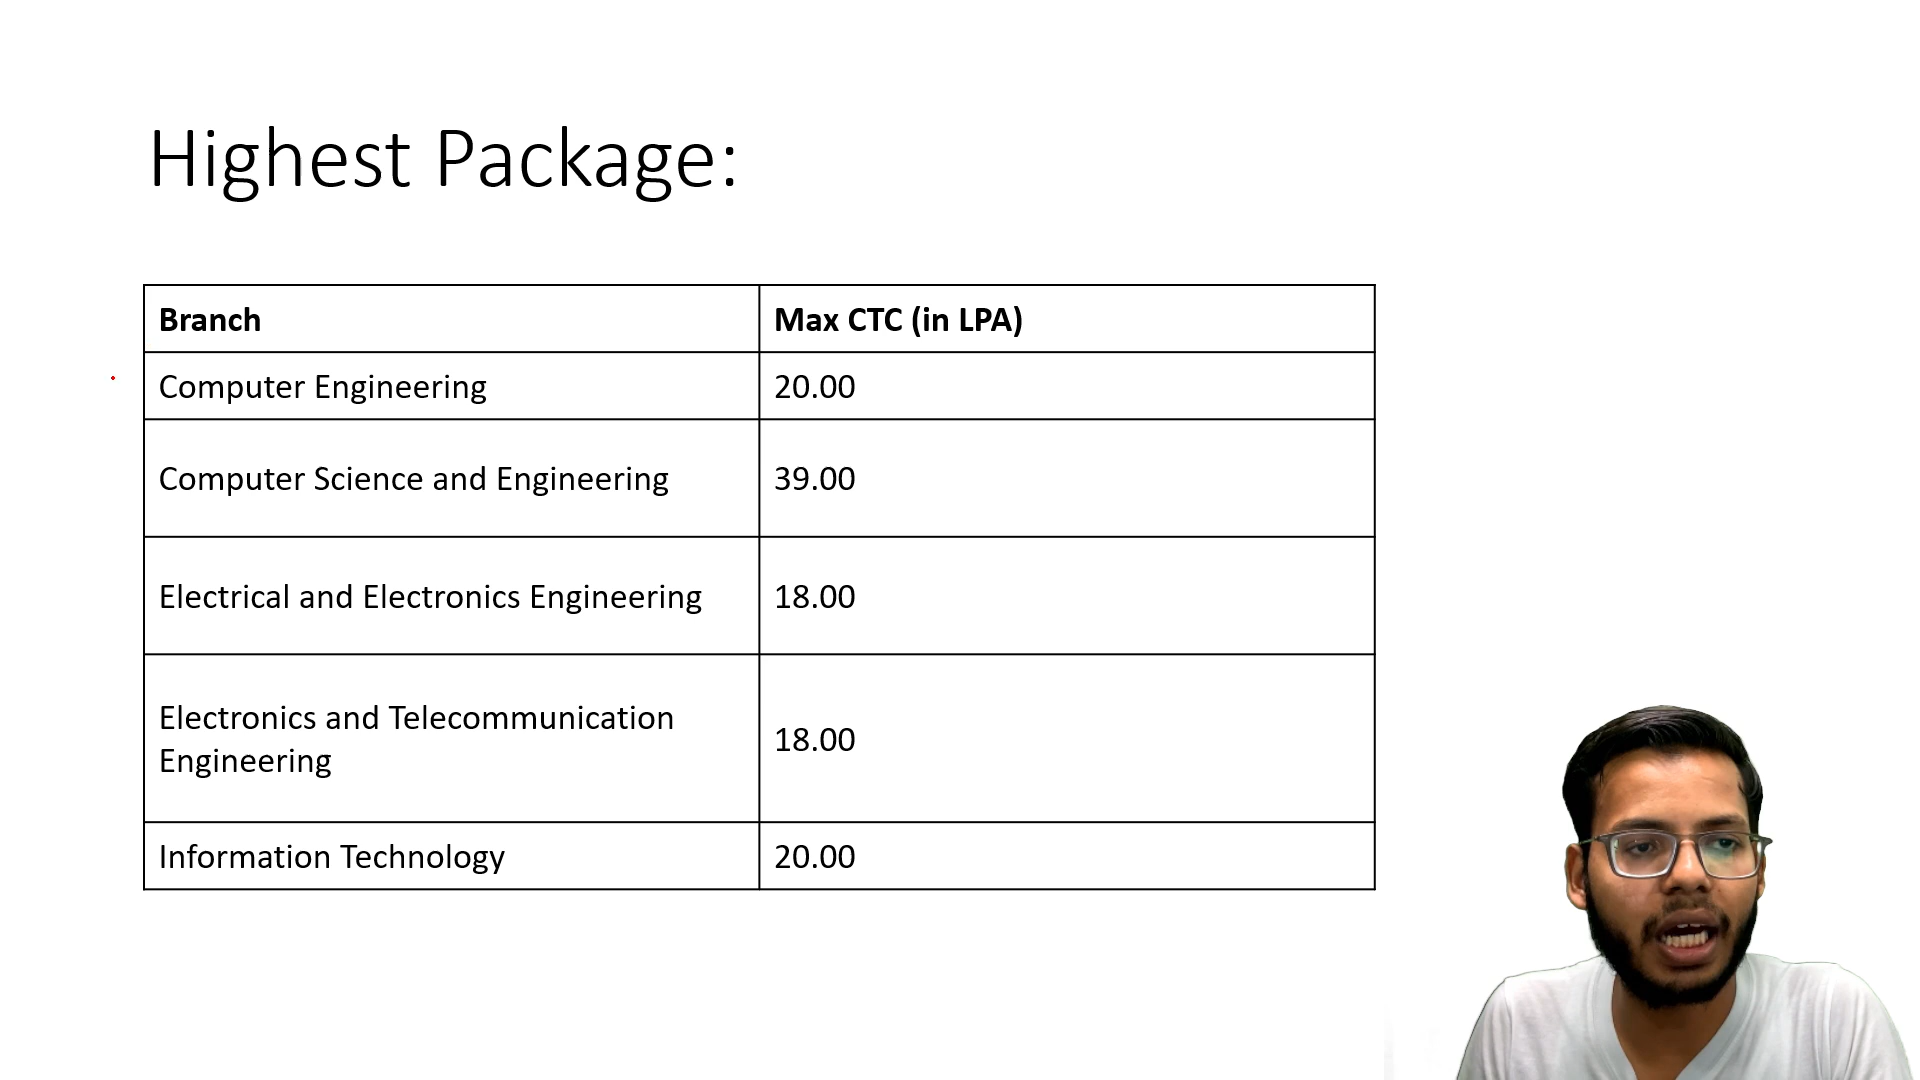 Highest Package:
Branch
Max CTC (in LPA)
Computer Engineering
20.00
Computer Science and Engineering
39.00
Electrical and Electronics Engineering
18.00
Electronics and Telecommunication
Engineering
18.00
Information Technology
20.00